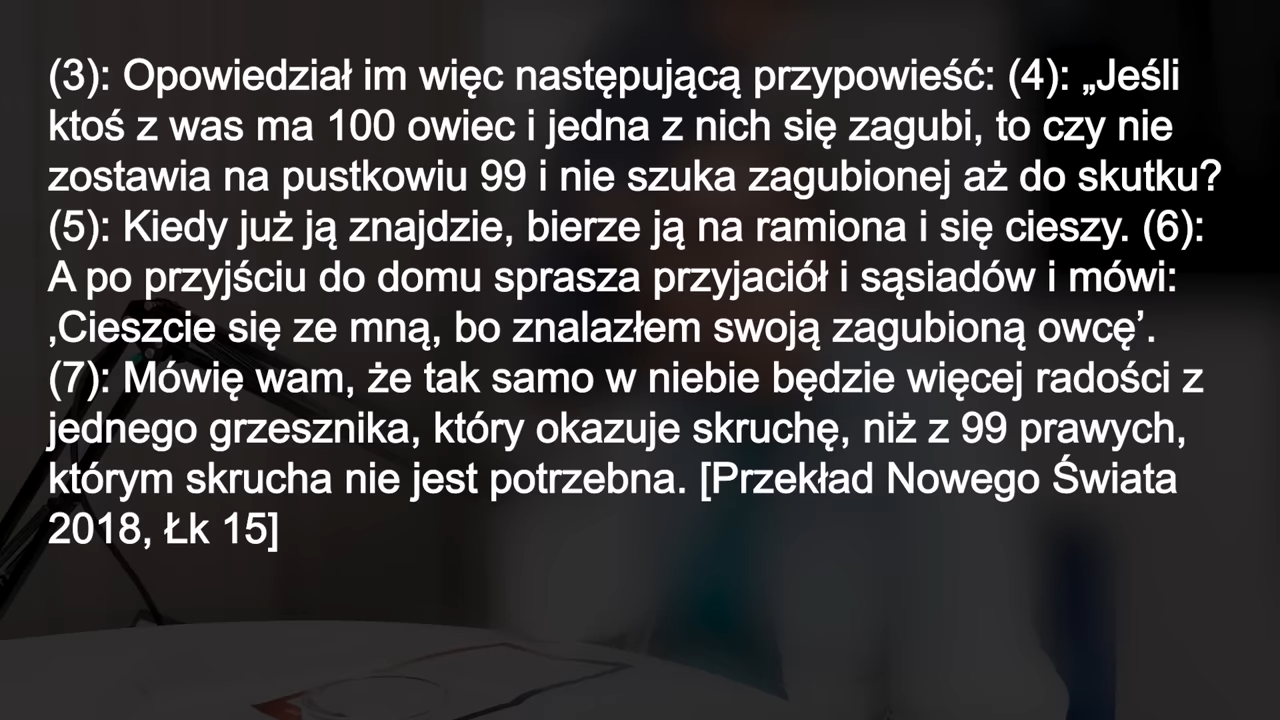 (3): Opowiedział im więc następującą przypowieść: (4): „Jeśli
ktoś z was ma 100 owiec i jedna z nich się zagubi, to czy nie
zostawia na pustkowiu 99 i nie szuka zagubionej aż do skutku?
(5): Kiedy już ją znajdzie, bierze ją na ramiona i się cieszy. (6):
A po przyjściu do domu sprasza przyjaciół i sąsiadów i mówi:
‚Cieszcie się ze mną, bo znalazłem swoją zagubioną owcę’.
(7): Mówię wam, że tak samo w niebie będzie więcej radości z
jednego grzesznika, który okazuje skruchę, niż z 99 prawych,
którym skrucha nie jest potrzebna. [Przekład Nowego Świata
2018, Łk 15]